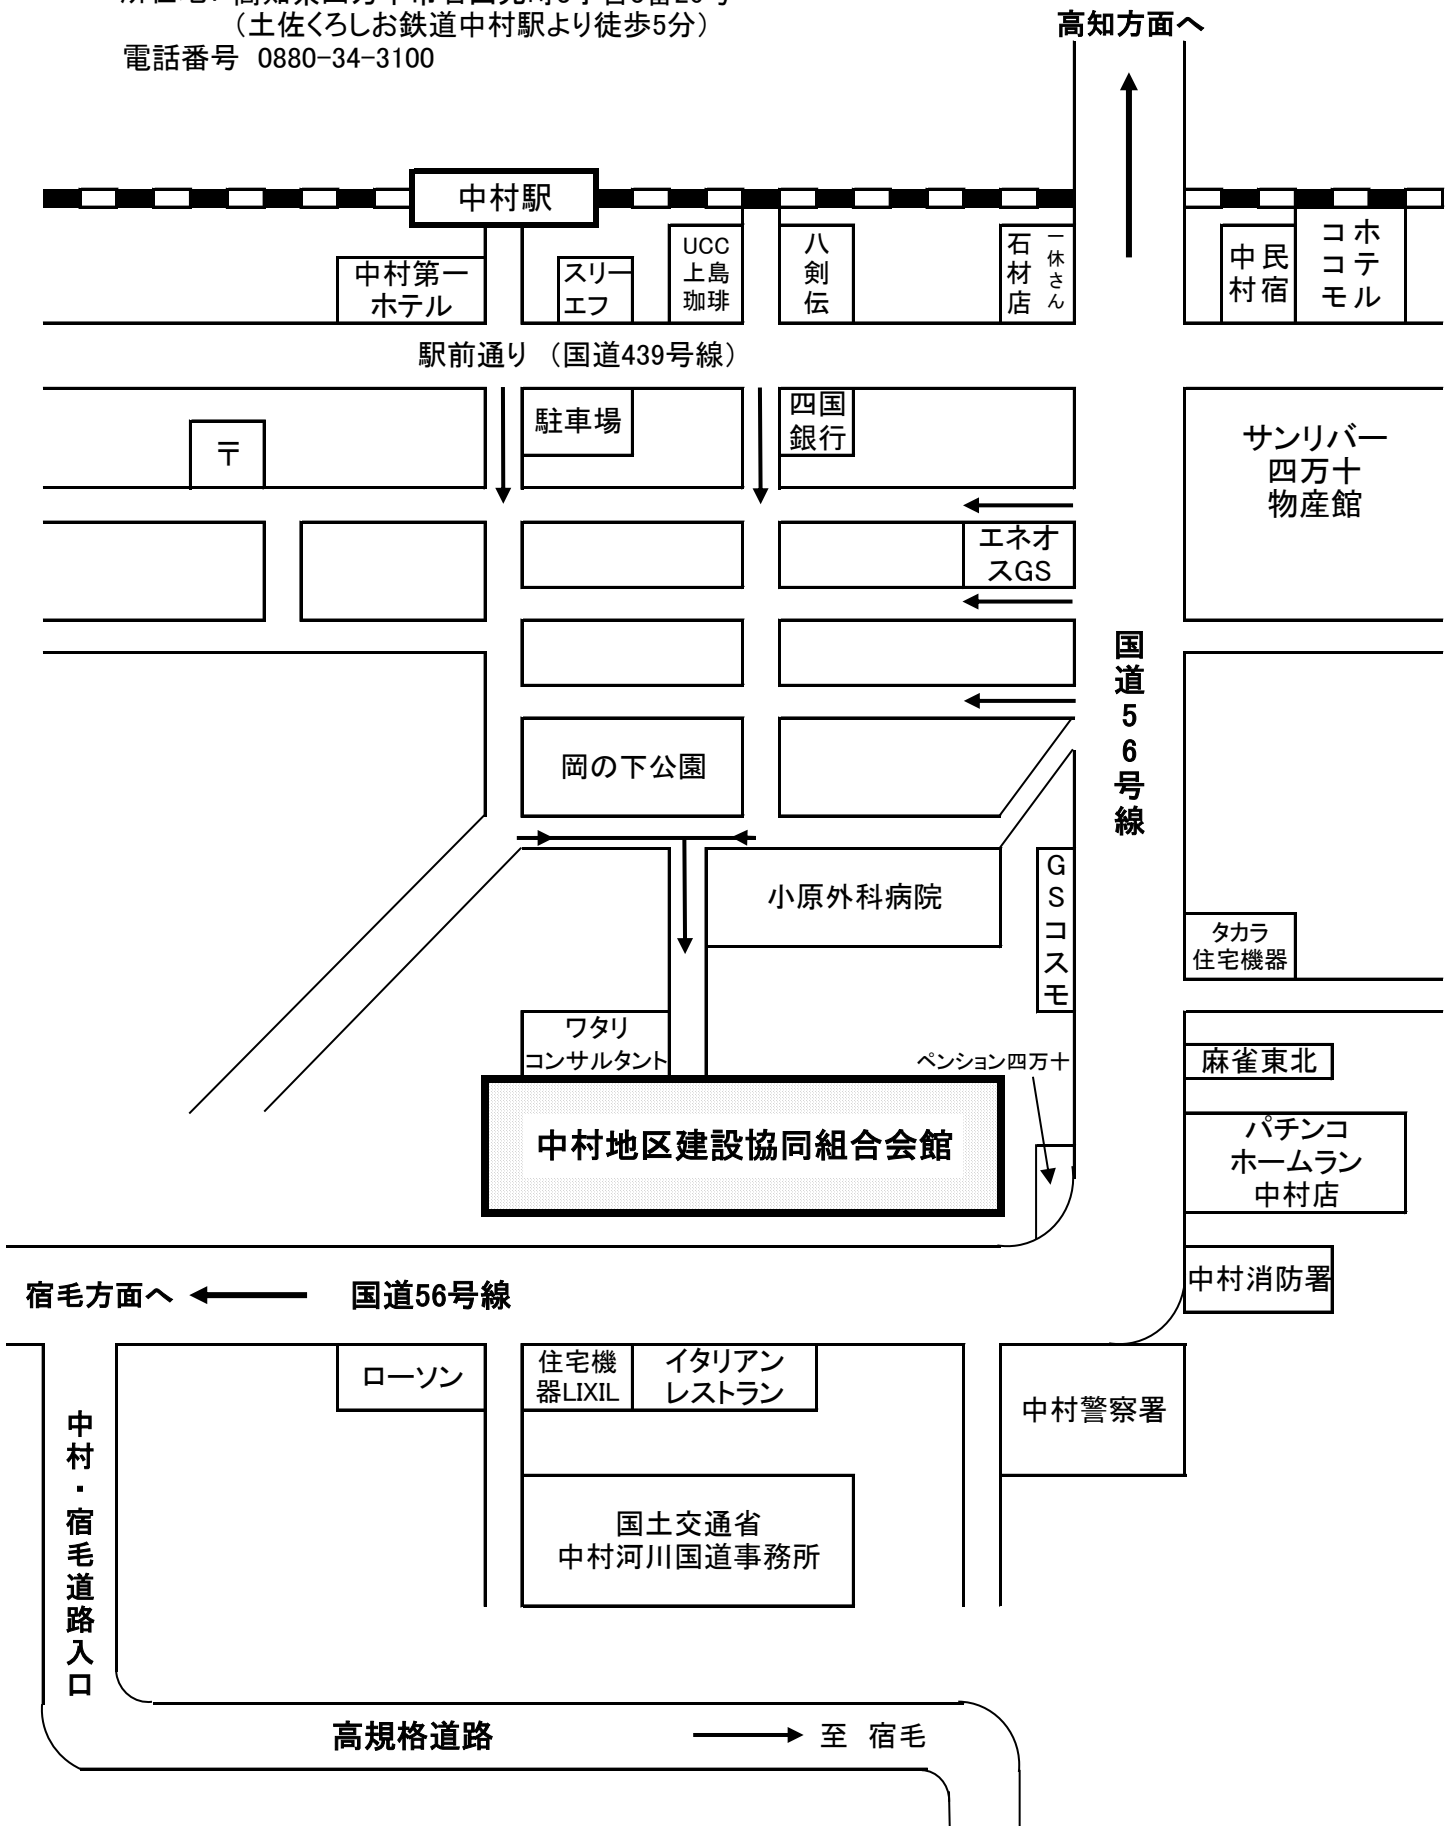 （土佐くろしお鉄道中村駅より徒歩5分）
電話番号 0880-34-3100
高知方面へ
中村駅
中村第一
ホテル
スリー
エフ
UCC
上島
珈琲
八剣伝
石材店
一休さん
民宿
中村
ホテル
ココモ
駅前通り （国道439号線）
〒
駐車場
四国
銀行
サンリバー
四万十
物産館
エネオ
スGS
国道56号線
岡の下公園
小原外科病院
GSコスモ
タカラ
住宅機器
ワタリ
コンサルタント
ペンション四万十
麻雀東北
中村地区建設協同組合会館
パチンコ
ホームラン
中村店
中村消防署
宿毛方面へ
国道56号線
ローソン
住宅機
器LIXIL
イタリアン
レストラン
中村警察署
中村・宿毛道路入口
国土交通省
中村河川国道事務所
高規格道路
至 宿毛